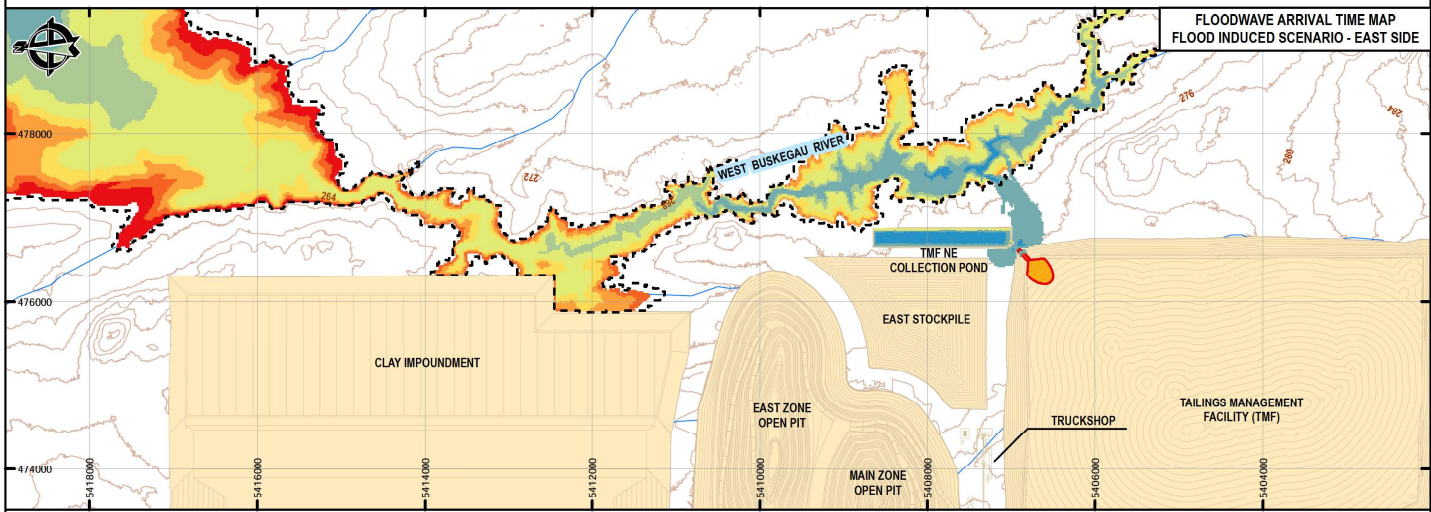 FLOODWAVE ARRIVAL TIME MAP
FLOOD INDUCED SCENARIO - EAST SIDE
N
276
284
478000
WEST BUSKEGAU RIVER
280
272
264
TMF NE
COLLECTION POND
476000
EAST STOCKPILE
CLAY IMPOUNDMENT
EAST ZONE
OPEN PIT
TAILINGS MANAGEMENT
FACILITY (TMF)
TRUCKSHOP
474000
MAIN ZONE
OPEN PIT
5418000
5416000
5414000
5412000
5410000
5408000
5406000
5404000